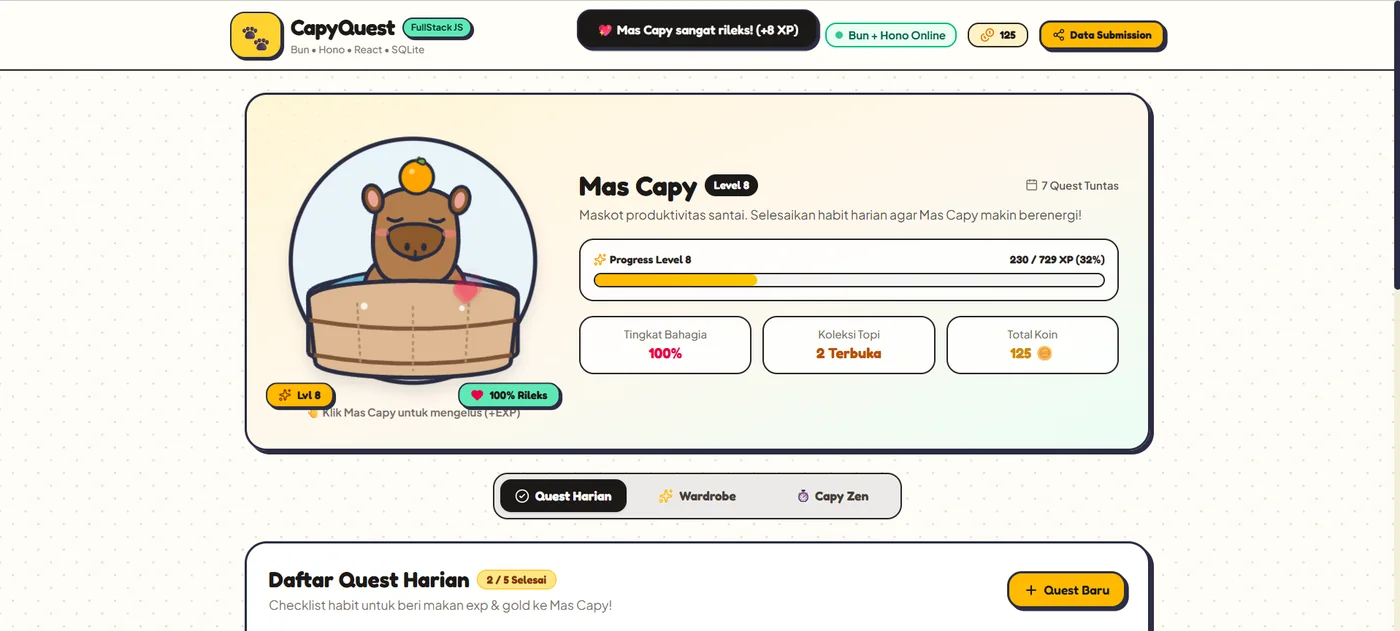 CapyQuest FullStack JS
Bun • Hono • React • SQLite
Mas Capy sangat rileks! (+8 XP)
Bun + Hono Online
125
Data Submission
Mas Capy Level 8
7 Quest Tuntas
Maskot produktivitas santai. Selesaikan habit harian agar Mas Capy makin berenergi!
Progress Level 8
230 / 729 XP (32%)
Tingkat Bahagia
100%
Koleksi Topi
2 Terbuka
Total Koin
125
Lvl 8
100% Rileks
Klik Mas Capy untuk mengelus (+EXP)
Quest Harian
Wardrobe
Capy Zen
Daftar Quest Harian 2 / 5 Selesai
Checklist habit untuk beri makan exp & gold ke Mas Capy!
+ Quest Baru